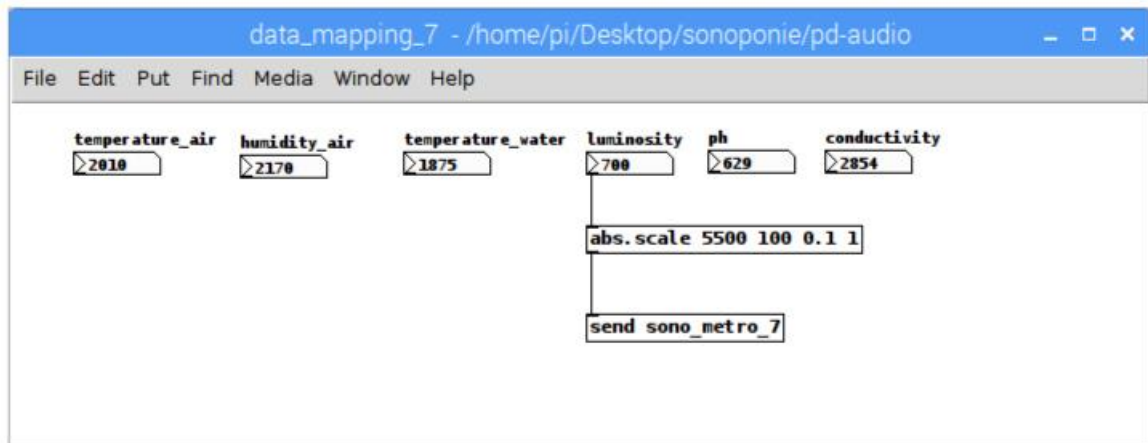 data_mapping_7 - /home/pi/Desktop/sonoponie/pd-audio
File Edit Put Find Media Window Help
temperature_air humidity_air temperature_water luminosity ph conductivity
2010 2170 1875 700 629 2854
abs.scale 5500 100 0.1 1
send sono_metro_7